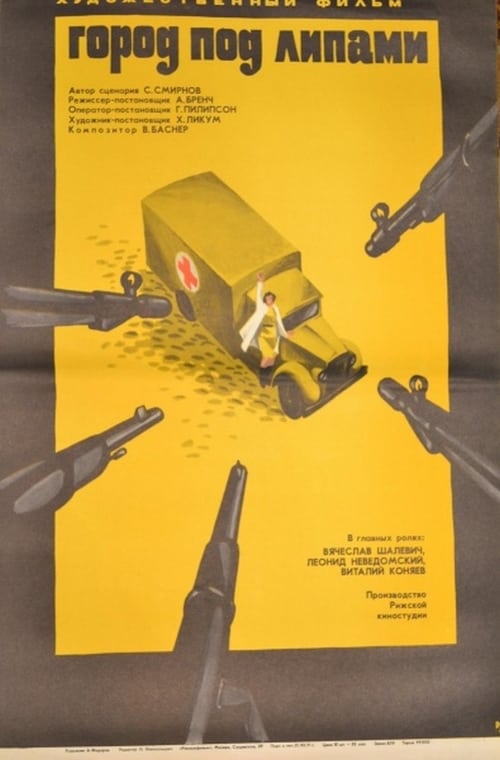 ХУДОЖЕСТВЕННЫЙ ФИЛЬМ
ГОРОД ПОД ЛИПАМИ
Автор сценария С. СМИРНОВ
Режиссер-постановщик А. БРЕНЧ
Оператор-постановщик Г. ПИЛИПСОН
Художник-постановщик Х. ЛИКУМ
Композитор В. БАСНЕР
В главных ролях:
ВЯЧЕСЛАВ ШАЛЕВИЧ,
ЛЕОНИД НЕВЕДОМСКИЙ,
ВИТАЛИЙ КОНЯЕВ
Производство
Рижской
киностудии